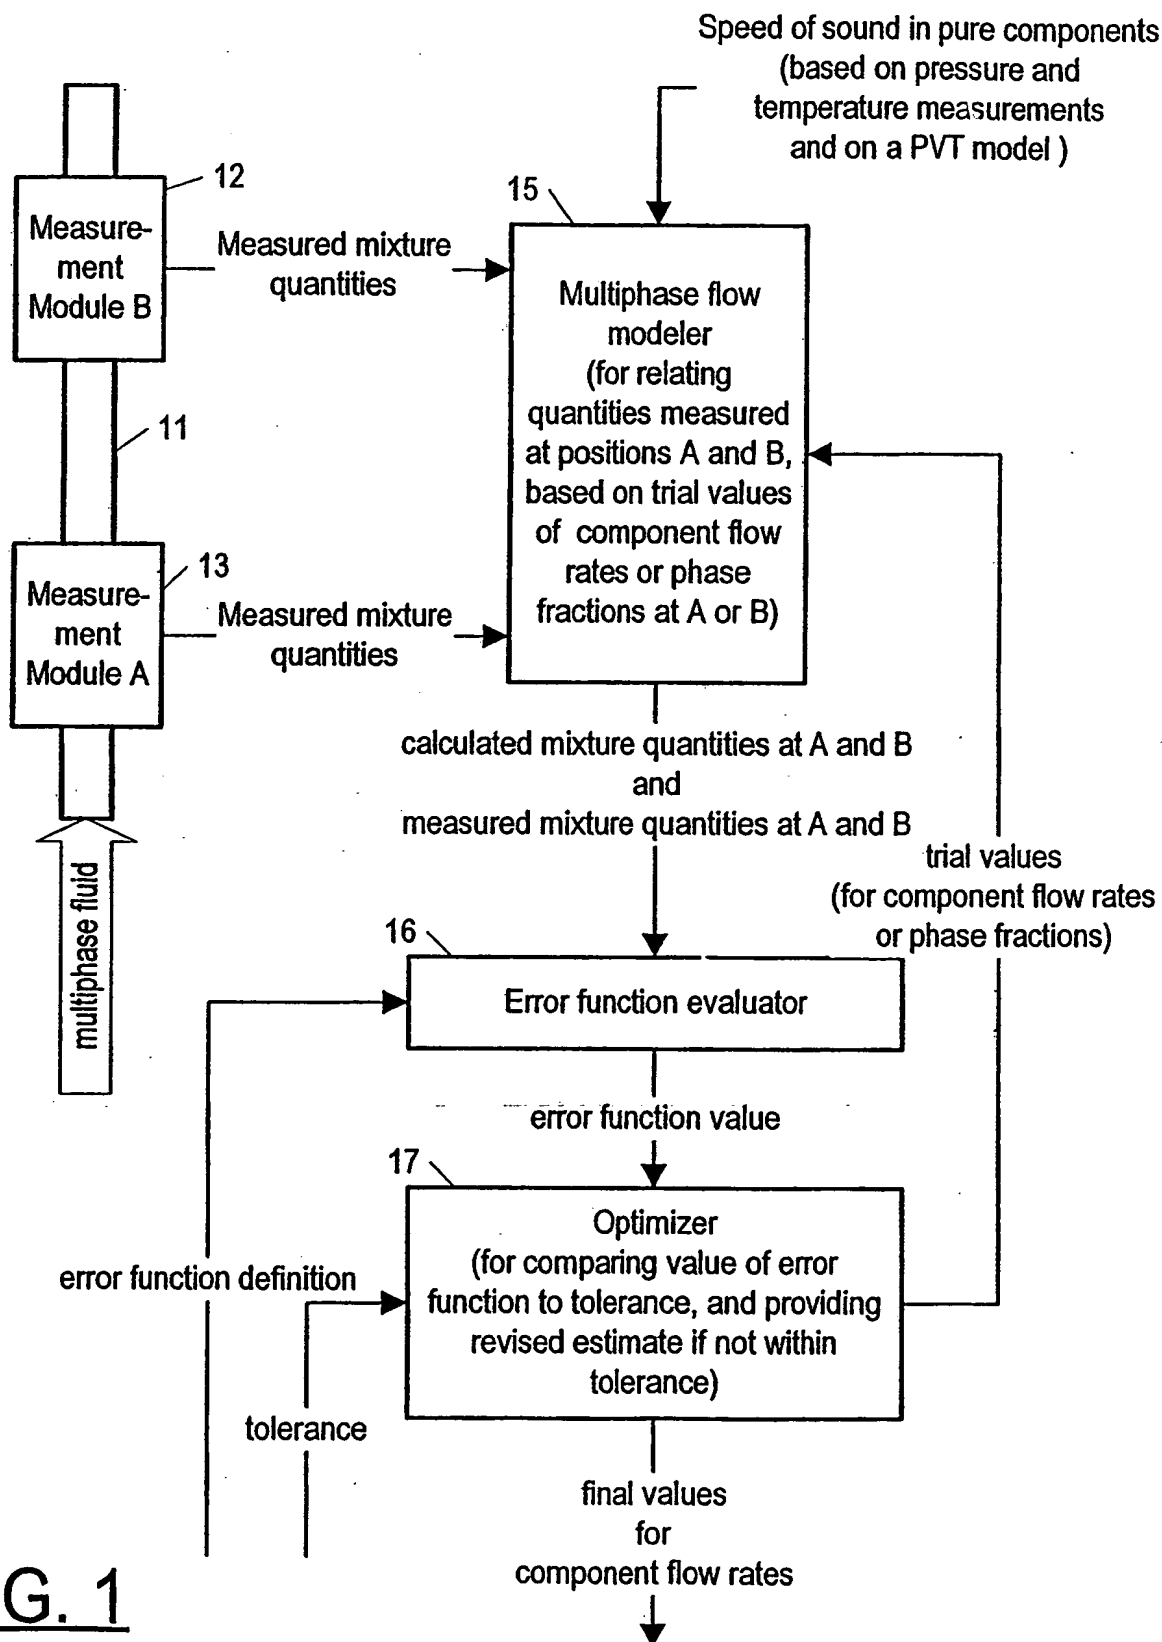 Speed of sound in pure components
(based on pressure and
temperature measurements
and on a PVT model )
12
15
Measure-
ment
Module B
Measured mixture
quantities
Multiphase flow
modeler
(for relating
quantities measured
at positions A and B,
based on trial values
of component flow
rates or phase
fractions at A or B)
11
13
Measure-
ment
Module A
Measured mixture
quantities
calculated mixture quantities at A and B
and
measured mixture quantities at A and B
trial values
(for component flow rates
or phase fractions)
multiphase fluid
16
Error function evaluator
error function value
17
Optimizer
(for comparing value of error
function to tolerance, and providing
revised estimate if not within
tolerance)
error function definition
tolerance
final values
for
component flow rates
G. 1